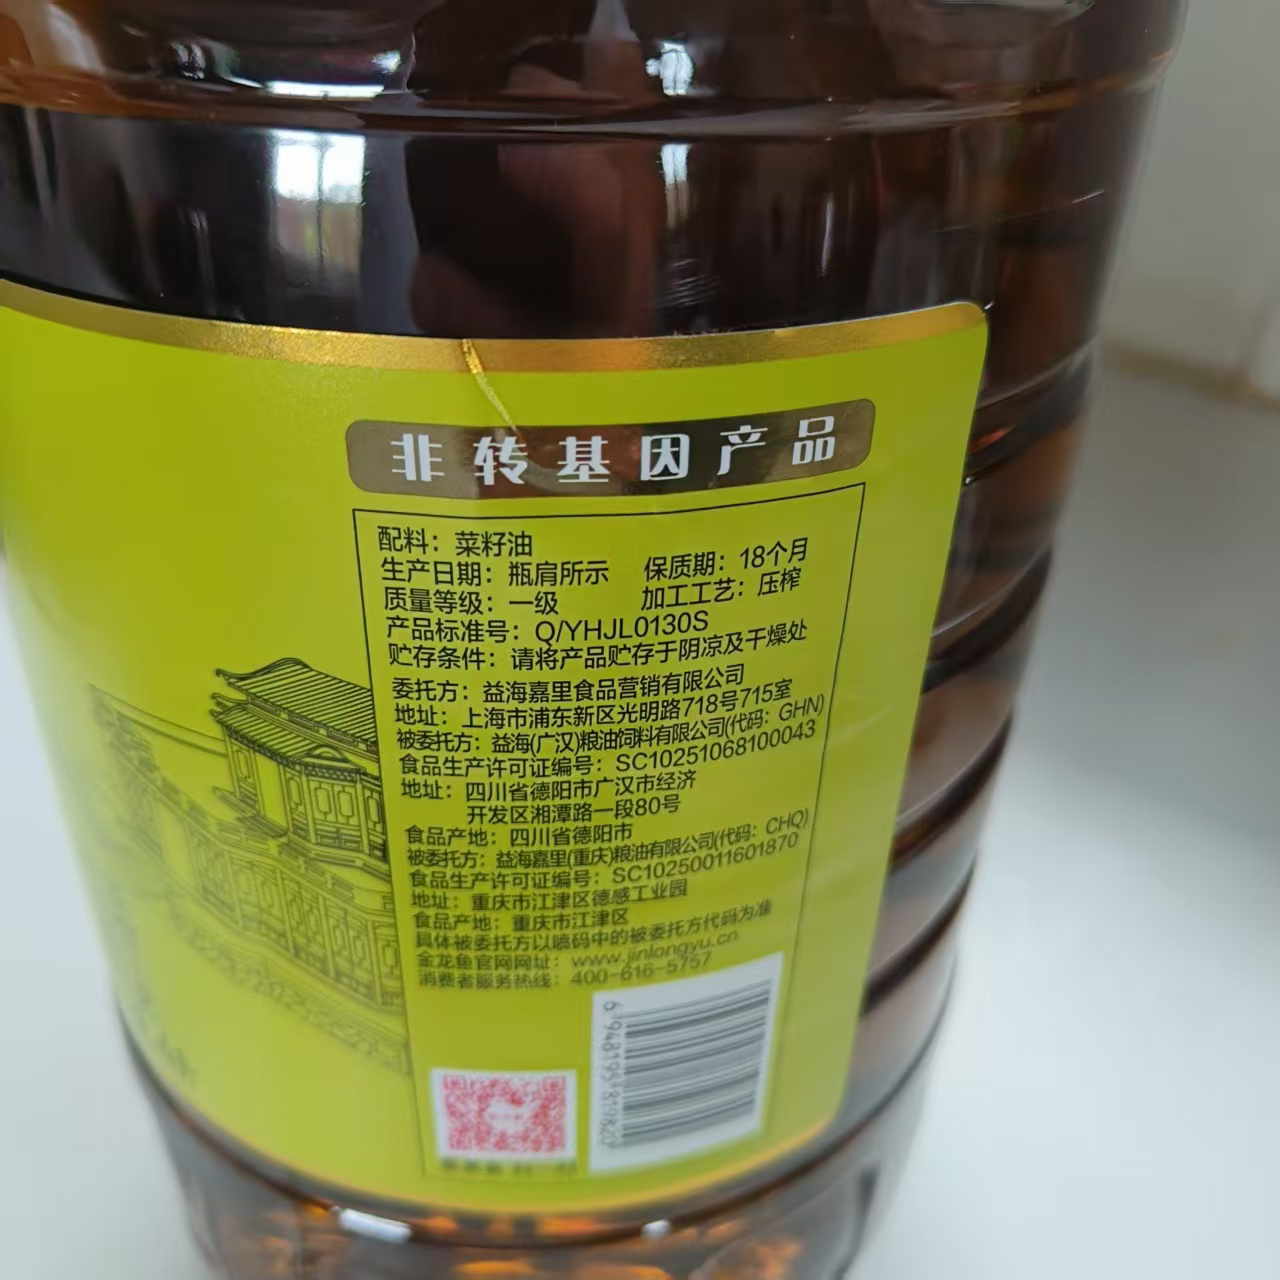 非转基因产品
配料：菜籽油
生产日期：瓶肩所示 保质期：18个月
质量等级：一级 加工工艺：压榨
产品标准号：Q/YHJL0130S
贮存条件：请将产品贮存于阴凉及干燥处
委托方：益海嘉里食品营销有限公司
地址：上海市浦东新区光明路718号715室
被委托方：益海(广汉)粮油饲料有限公司(代码：GHN)
食品生产许可证编号：SC10251068100043
地址：四川省德阳市广汉市经济
开发区湘潭路一段80号
食品产地：四川省德阳市
被委托方：益海嘉里(重庆)粮油有限公司(代码：CHQ)
食品生产许可证编号：SC10250011601870
地址：重庆市江津区德感工业园
食品产地：重庆市江津区
具体被委托方以喷码中的被委托方代码为准
金龙鱼官网网址：www.jinlongyu.cn
消费者服务热线：400-616-5757